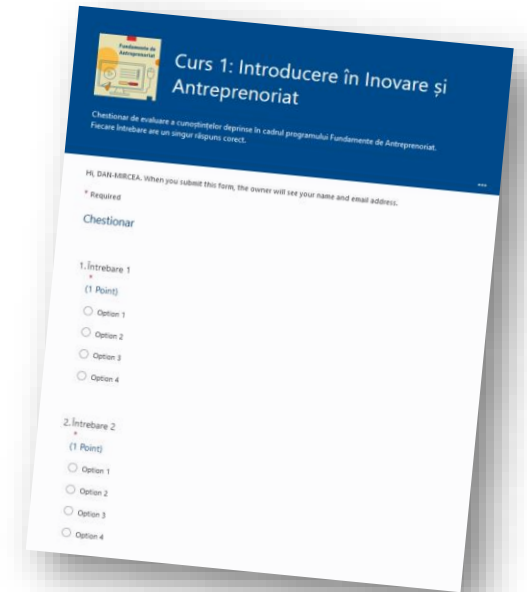 Fundamente de
Antreprenoriat
Curs 1: Introducere în Inovare și
Antreprenoriat
Chestionar de evaluare a cunoștințelor deprinse în cadrul programului Fundamente de Antreprenoriat.
Fiecare întrebare are un singur răspuns corect.
...
Hi, DAN-MIRCEA. When you submit this form, the owner will see your name and email address.
* Required
Chestionar
1. Întrebare 1
*
(1 Point)
Option 1
Option 2
Option 3
Option 4
2. Întrebare 2
*
(1 Point)
Option 1
Option 2
Option 3
Option 4